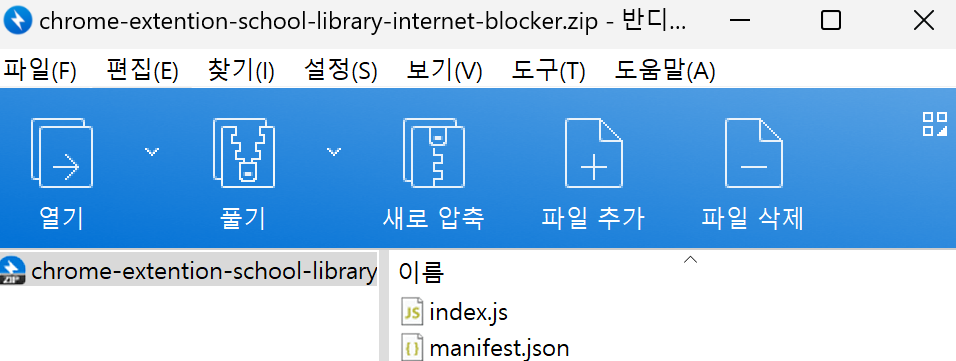 chrome-extention-school-library-internet-blocker.zip - 반디...
파일(F) 편집(E) 찾기(I) 설정(S) 보기(V) 도구(T) 도움말(A)
열기 풀기 새로 압축 파일 추가 파일 삭제
chrome-extention-school-library
이름
JS index.js
manifest.json
ZIP